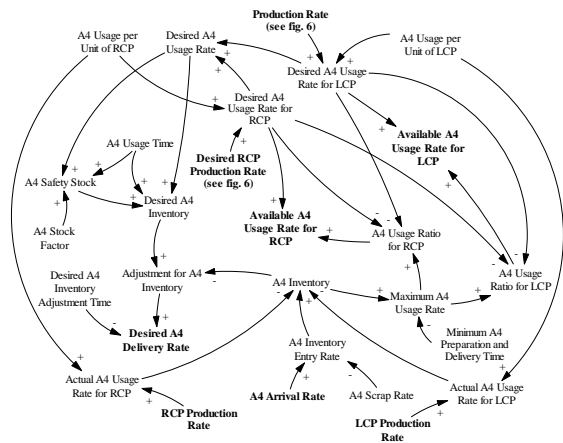 Production Rate
(see fig. 6)
A4 Usage per
Unit of RCP
Desired A4
Usage Rate
A4 Usage per
Unit of LCP
Desired A4 Usage
Rate for LCP
Desired A4
Usage Rate for
RCP
Available A4
Usage Rate for
LCP
A4 Usage Time
Desired RCP
Production Rate
(see fig. 6)
A4 Safety Stock
Desired A4
Inventory
Available A4
Usage Rate for
RCP
A4 Usage Ratio
for RCP
A4 Stock
Factor
Desired A4
Inventory
Adjustment Time
Adjustment for A4
Inventory
A4 Inventory
Maximum A4
Usage Rate
A4 Usage
Ratio for LCP
Desired A4
Delivery Rate
A4 Inventory
Entry Rate
Minimum A4
Preparation and
Delivery Time
Actual A4 Usage
Rate for RCP
A4 Arrival Rate
A4 Scrap Rate
Actual A4 Usage
Rate for LCP
RCP Production
Rate
LCP Production
Rate